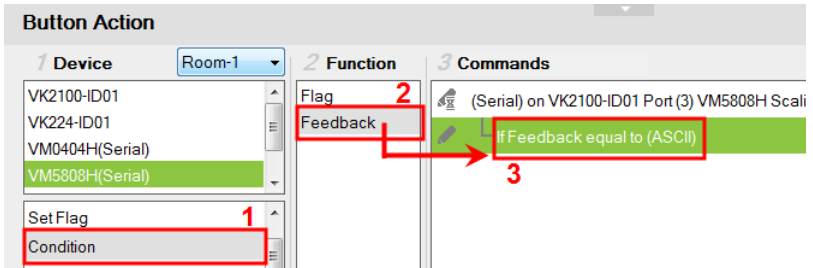 Button Action
1 Device
Room-1
2 Function
3 Commands
VK2100-ID01
VK224-ID01
VM0404H(Serial)
VM5808H(Serial)
Set Flag
1
Condition
Flag
2
Feedback
(Serial) on VK2100-ID01 Port (3) VM5808H Scali
If Feedback equal to (ASCII)
3